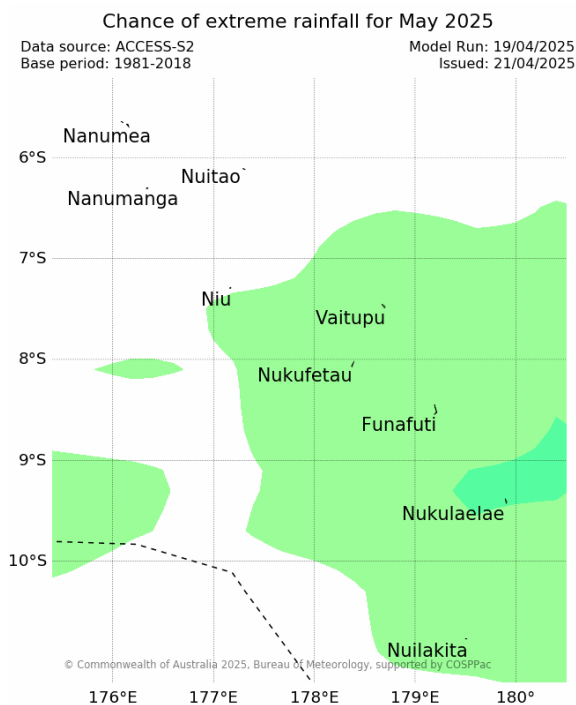 Chance of extreme rainfall for May 2025
Data source: ACCESS-S2
Model Run: 19/04/2025
Base period: 1981-2018
Issued: 21/04/2025
Nanumea
6°S
Nuitao
Nanumanga
7°S
Niu
Vaitupu
8°S
Nukufetau
Funafuti
9°S
Nukulaelae
10°S
Nuilakita
© Commonwealth of Australia 2025, Bureau of Meteorology, supported by COSPPac
176°E 177°E 178°E 179°E 180°